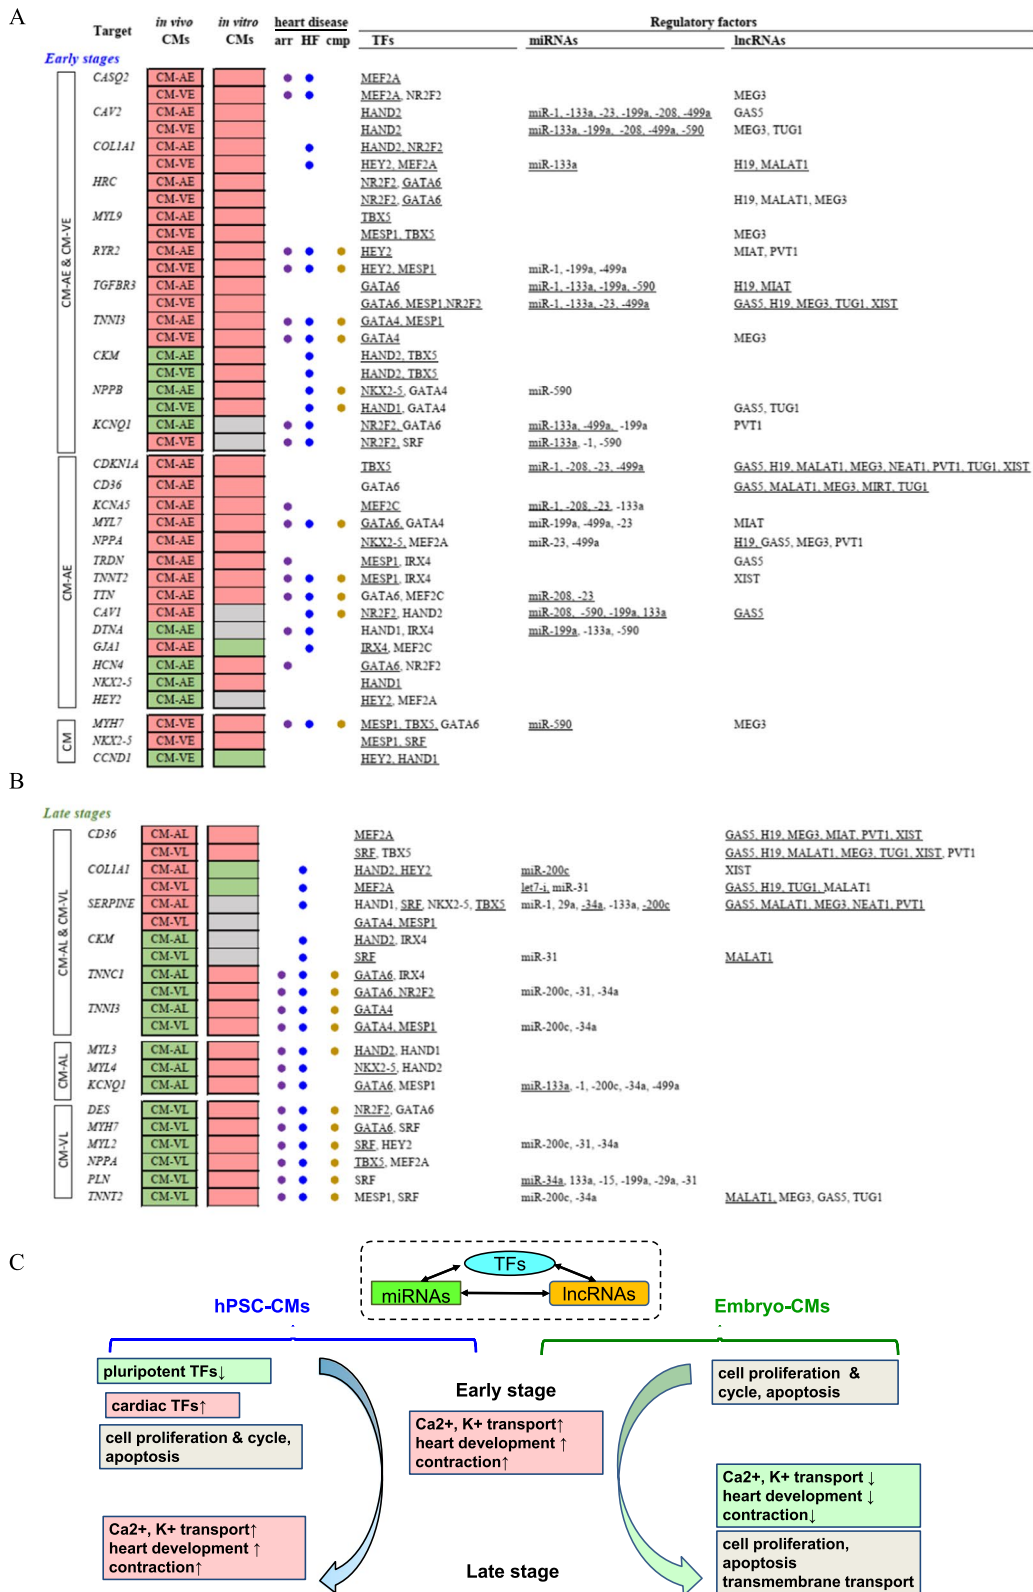 A
Target in vivo CMs in vitro CMs heart disease arr HF cmp Regulatory factors TFs miRNAs lncRNAs
Early stages
CM-AE & CM-VE
CASQ2 CM-AE MEF2A
CM-VE MEF2A, NR2F2 MEG3
CAV2 CM-AE HAND2 miR-1, -133a, -23, -199a, -208, -499a GAS5
CM-VE HAND2 miR-133a, -199a, -208, -499a, -590 MEG3, TUG1
COL1A1 CM-AE HAND2, NR2F2
CM-VE HEY2, MEF2A miR-133a H19, MALAT1
HRC CM-AE NR2F2, GATA6
CM-VE NR2F2, GATA6 H19, MALAT1, MEG3
MYL9 CM-AE TBX5
CM-VE MESP1, TBX5 MEG3
RYR2 CM-AE HEY2 MIAT, PVT1
CM-VE HEY2, MESP1 miR-1, -199a, -499a
TGFBR3 CM-AE GATA6 miR-1, -133a, -199a, -590 H19, MIAT
CM-VE GATA6, MESP1,NR2F2 miR-1, -133a, -23, -499a GAS5, H19, MEG3, TUG1, XIST
TNNI3 CM-AE GATA4, MESP1
CM-VE GATA4 MEG3
CKM CM-AE HAND2, TBX5
CM-VE HAND2, TBX5
NPPB CM-AE NKX2-5, GATA4 miR-590
CM-VE HAND1, GATA4 GAS5, TUG1
KCNQ1 CM-AE NR2F2, GATA6 miR-133a, -499a, -199a PVT1
CM-VE NR2F2, SRF miR-133a, -1, -590
CM-AE
CDKN1A CM-AE TBX5 miR-1, -208, -23, -499a GAS5, H19, MALAT1, MEG3, NEAT1, PVT1, TUG1, XIST
CD36 CM-AE GATA6 GAS5, MALAT1, MEG3, MIRT, TUG1
KCNA5 CM-AE MEF2C miR-1, -208, -23, -133a
MYL7 CM-AE GATA6, GATA4 miR-199a, -499a, -23 MIAT
NPPA CM-AE NKX2-5, MEF2A miR-23, -499a H19, GAS5, MEG3, PVT1
TRDN CM-AE MESP1, IRX4 GAS5
TNNT2 CM-AE MESP1, IRX4 XIST
TTN CM-AE GATA6, MEF2C miR-208, -23
CAV1 CM-AE NR2F2, HAND2 miR-208, -590, -199a, 133a GAS5
DTNA CM-AE HAND1, IRX4 miR-199a, -133a, -590
GJA1 CM-AE IRX4, MEF2C
HCN4 CM-AE GATA6, NR2F2
NKX2-5 CM-AE HAND1
HEY2 CM-AE HEY2, MEF2A
CM
MYH7 CM-VE MESP1, TBX5, GATA6 miR-590 MEG3
NKX2-5 CM-VE MESP1, SRF
CCND1 CM-VE HEY2, HAND1
B
Late stages
CM-AL & CM-VL
CD36 CM-AL MEF2A GAS5, H19, MEG3, MIAT, PVT1, XIST
CM-VL SRF, TBX5 GAS5, H19, MALAT1, MEG3, TUG1, XIST, PVT1
COL1A1 CM-AL HAND2, HEY2 miR-200c XIST
CM-VL MEF2A let7-i, miR-31 GAS5, H19, TUG1, MALAT1
SERPINE CM-AL HAND1, SRF, NKX2-5, TBX5 miR-1, 29a, -34a, -133a, -200c GAS5, MALAT1, MEG3, NEAT1, PVT1
CM-VL GATA4, MESP1
CKM CM-AL HAND2, IRX4
CM-VL SRF miR-31 MALAT1
TNNC1 CM-AL GATA6, IRX4
CM-VL GATA6, NR2F2 miR-200c, -31, -34a
TNNI3 CM-AL GATA4
CM-VL GATA4, MESP1 miR-200c, -34a
CM-AL
MYL3 CM-AL HAND2, HAND1
MYL4 CM-AL NKX2-5, HAND2
KCNQ1 CM-AL GATA6, MESP1 miR-133a, -1, -200c, -34a, -499a
CM-VL
DES CM-VL NR2F2, GATA6
MYH7 CM-VL GATA6, SRF
MYL2 CM-VL SRF, HEY2 miR-200c, -31, -34a
NPPA CM-VL TBX5, MEF2A
PLN CM-VL SRF miR-34a, 133a, -15, -199a, -29a, -31
TNNT2 CM-VL MESP1, SRF miR-200c, -34a MALAT1, MEG3, GAS5, TUG1
C
TFs
miRNAs lncRNAs
hPSC-CMs Embryo-CMs
pluripotent TFs↓
cardiac TFs↑
cell proliferation & cycle,
apoptosis
Ca2+, K+ transport↑
heart development ↑
contraction↑
Early stage
Ca2+, K+ transport↑
heart development ↑
contraction↑
Late stage
cell proliferation &
cycle, apoptosis
Ca2+, K+ transport ↓
heart development ↓
contraction↓
cell proliferation,
apoptosis
transmembrane transport